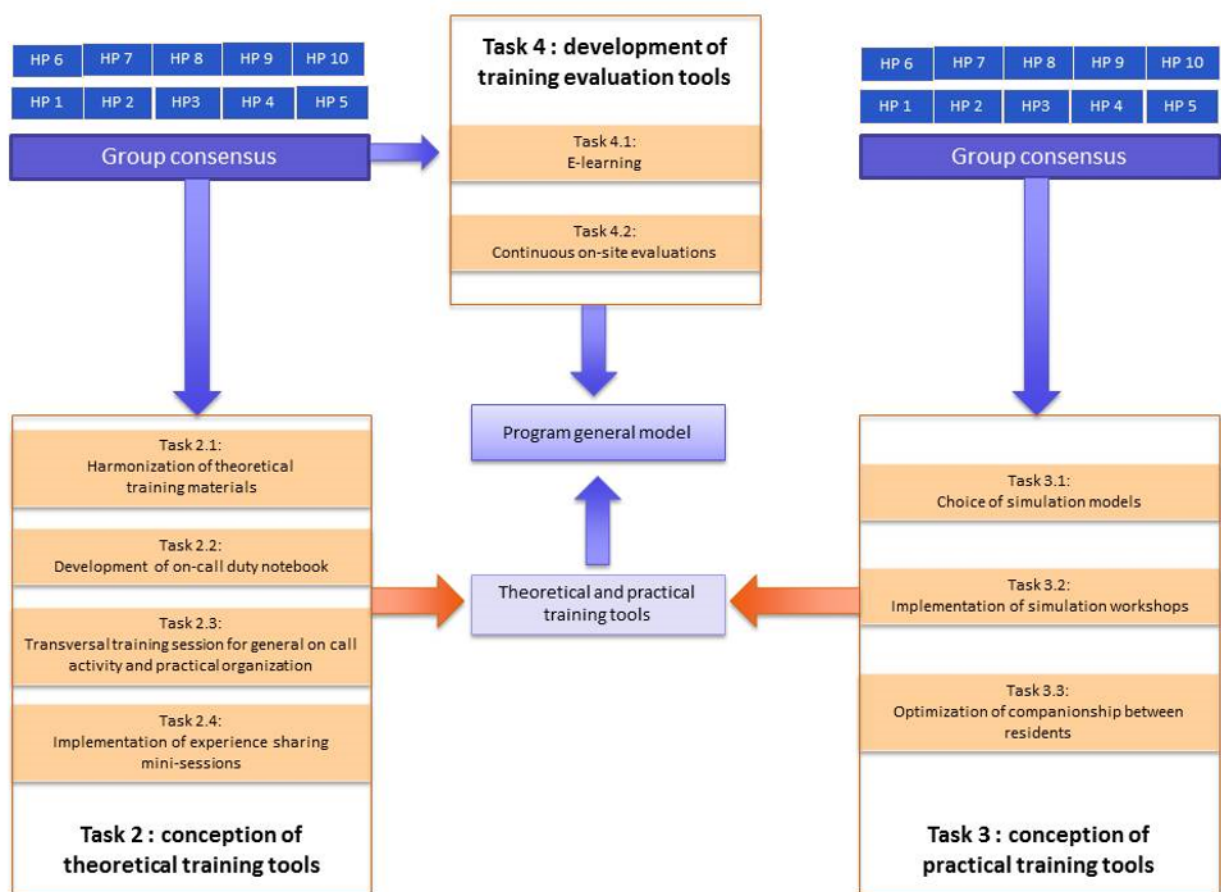 HP 6 HP 7 HP 8 HP 9 HP 10
HP 1 HP 2 HP3 HP 4 HP 5
Group consensus
Task 4 : development of
training evaluation tools
Task 4.1:
E-learning
Task 4.2:
Continuous on-site evaluations
HP 6 HP 7 HP 8 HP 9 HP 10
HP 1 HP 2 HP3 HP 4 HP 5
Group consensus
Program general model
Theoretical and practical
training tools
Task 2.1:
Harmonization of theoretical
training materials
Task 2.2:
Development of on-call duty notebook
Task 2.3:
Transversal training session for general on call
activity and practical organization
Task 2.4:
Implementation of experience sharing
mini-sessions
Task 2 : conception of
theoretical training tools
Task 3.1:
Choice of simulation models
Task 3.2:
Implementation of simulation workshops
Task 3.3:
Optimization of companionship between
residents
Task 3 : conception of
practical training tools